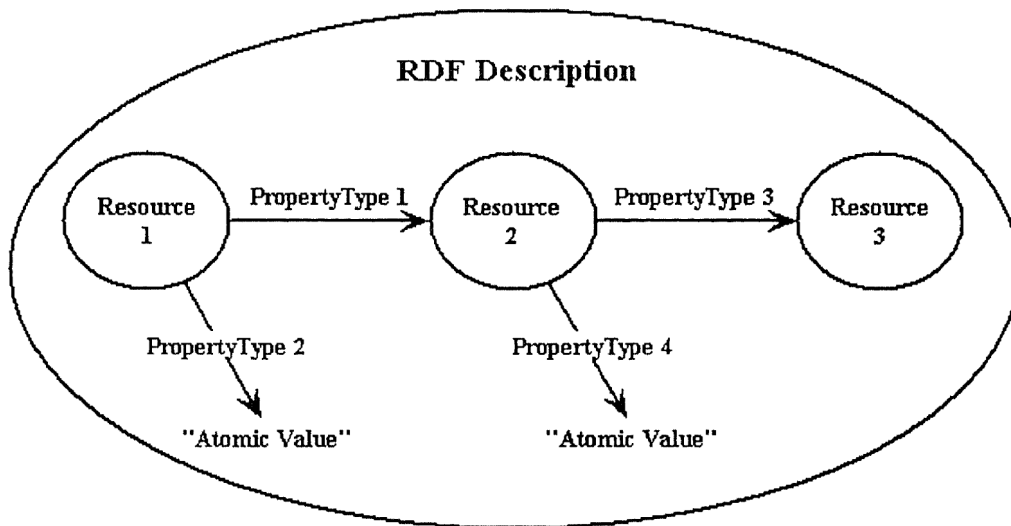 RDF Description
Resource
1
PropertyType 1
Resource
2
PropertyType 3
Resource
3
PropertyType 2
PropertyType 4
"Atomic Value"
"Atomic Value"